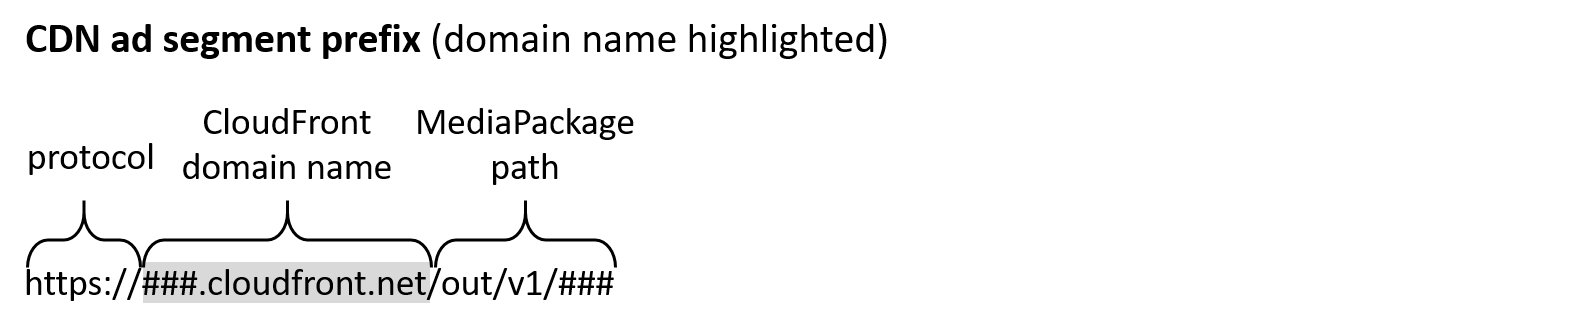 CDN ad segment prefix (domain name highlighted)
protocol
CloudFront
domain name
MediaPackage
path
https://###.cloudfront.net/out/v1/###